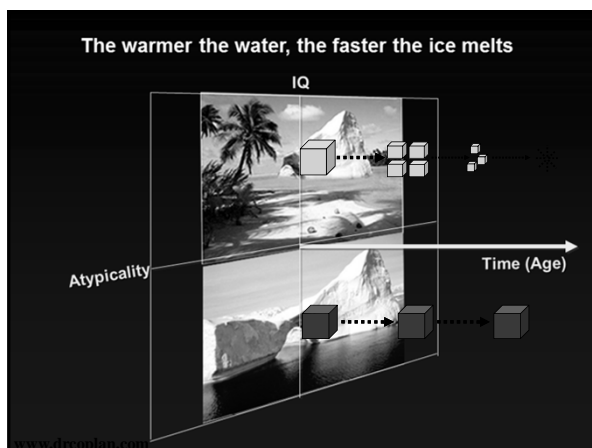 The warmer the water, the faster the ice melts
IQ
Atypicality
Time (Age)
www.drcoplan.com